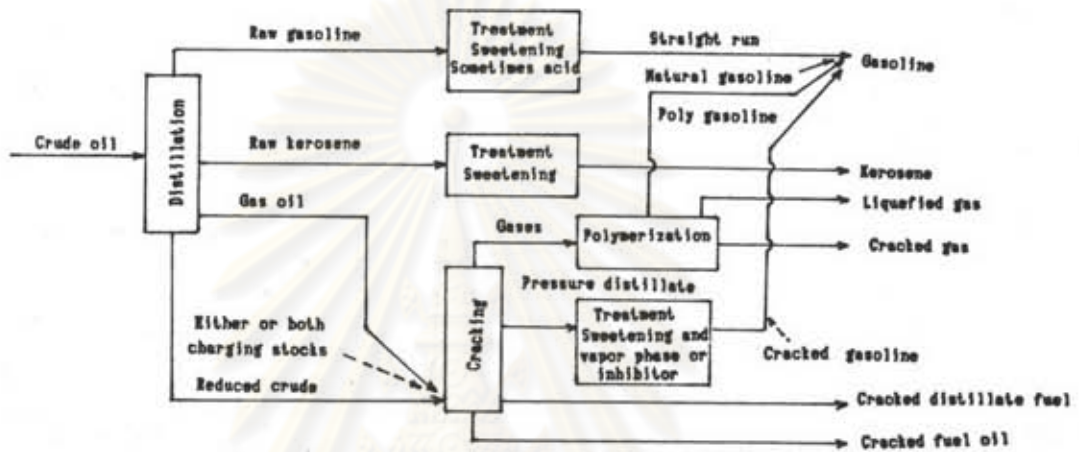 Raw gasoline
Treatment
Sweetening
Sometimes acid
Straight run
Gasoline
Natural gasoline
Poly gasoline
Crude oil
Distillation
Raw kerosene
Treatment
Sweetening
Kerosene
Gas oil
Liquefied gas
Gases
Polymerization
Cracked gas
Pressure distillate
Cracking
Treatment
Sweetening and
vapor phase or
inhibitor
Either or both
charging stocks
Cracked gasoline
Reduced crude
Cracked distillate fuel
Cracked fuel oil